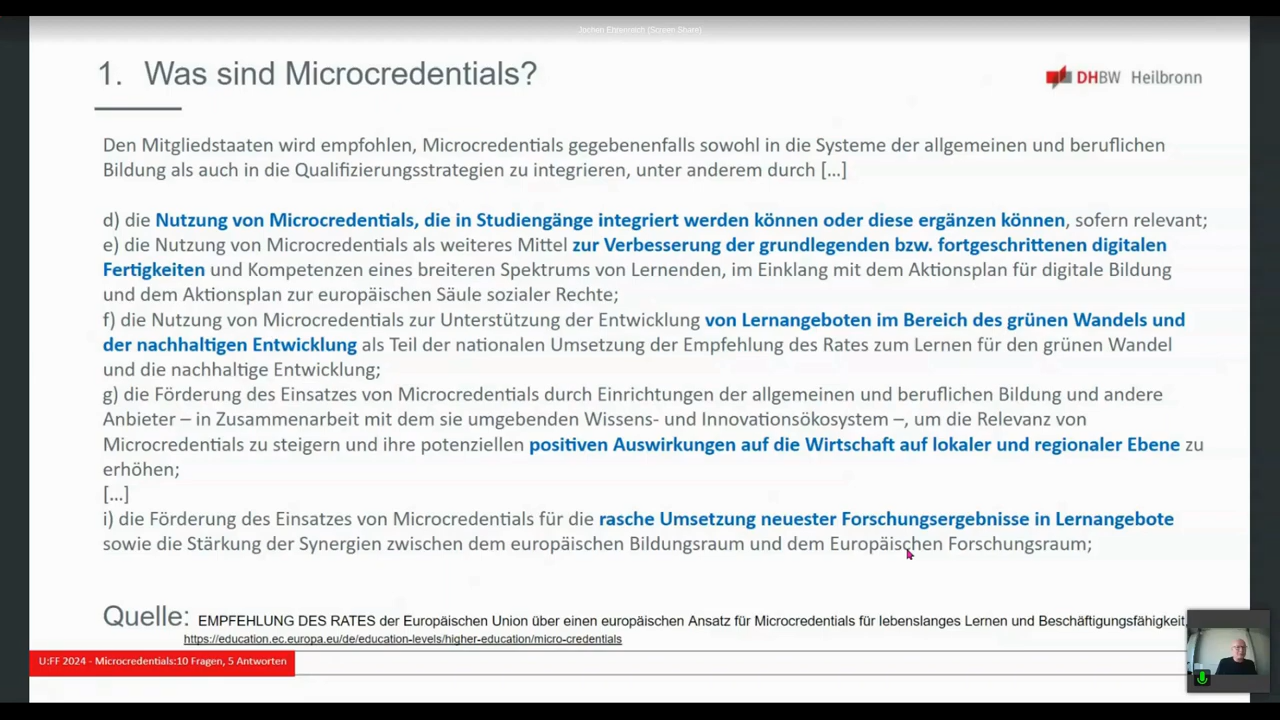 Jochen Ehrenreich (Screen Share)
1. Was sind Microcredentials?
DHBW Heilbronn
Den Mitgliedstaaten wird empfohlen, Microcredentials gegebenenfalls sowohl in die Systeme der allgemeinen und beruflichen
Bildung als auch in die Qualifizierungsstrategien zu integrieren, unter anderem durch […]
d) die Nutzung von Microcredentials, die in Studiengänge integriert werden können oder diese ergänzen können, sofern relevant;
e) die Nutzung von Microcredentials als weiteres Mittel zur Verbesserung der grundlegenden bzw. fortgeschrittenen digitalen
Fertigkeiten und Kompetenzen eines breiteren Spektrums von Lernenden, im Einklang mit dem Aktionsplan für digitale Bildung
und dem Aktionsplan zur europäischen Säule sozialer Rechte;
f) die Nutzung von Microcredentials zur Unterstützung der Entwicklung von Lernangeboten im Bereich des grünen Wandels und
der nachhaltigen Entwicklung als Teil der nationalen Umsetzung der Empfehlung des Rates zum Lernen für den grünen Wandel
und die nachhaltige Entwicklung;
g) die Förderung des Einsatzes von Microcredentials durch Einrichtungen der allgemeinen und beruflichen Bildung und andere
Anbieter – in Zusammenarbeit mit dem sie umgebenden Wissens- und Innovationsökosystem –, um die Relevanz von
Microcredentials zu steigern und ihre potenziellen positiven Auswirkungen auf die Wirtschaft auf lokaler und regionaler Ebene zu
erhöhen;
[…]
i) die Förderung des Einsatzes von Microcredentials für die rasche Umsetzung neuester Forschungsergebnisse in Lernangebote
sowie die Stärkung der Synergien zwischen dem europäischen Bildungsraum und dem Europäischen Forschungsraum;
Quelle: EMPFEHLUNG DES RATES der Europäischen Union über einen europäischen Ansatz für Microcredentials für lebenslanges Lernen und Beschäftigungsfähigkeit,
https://education.ec.europa.eu/de/education-levels/higher-education/micro-credentials
U:FF 2024 - Microcredentials:10 Fragen, 5 Antworten